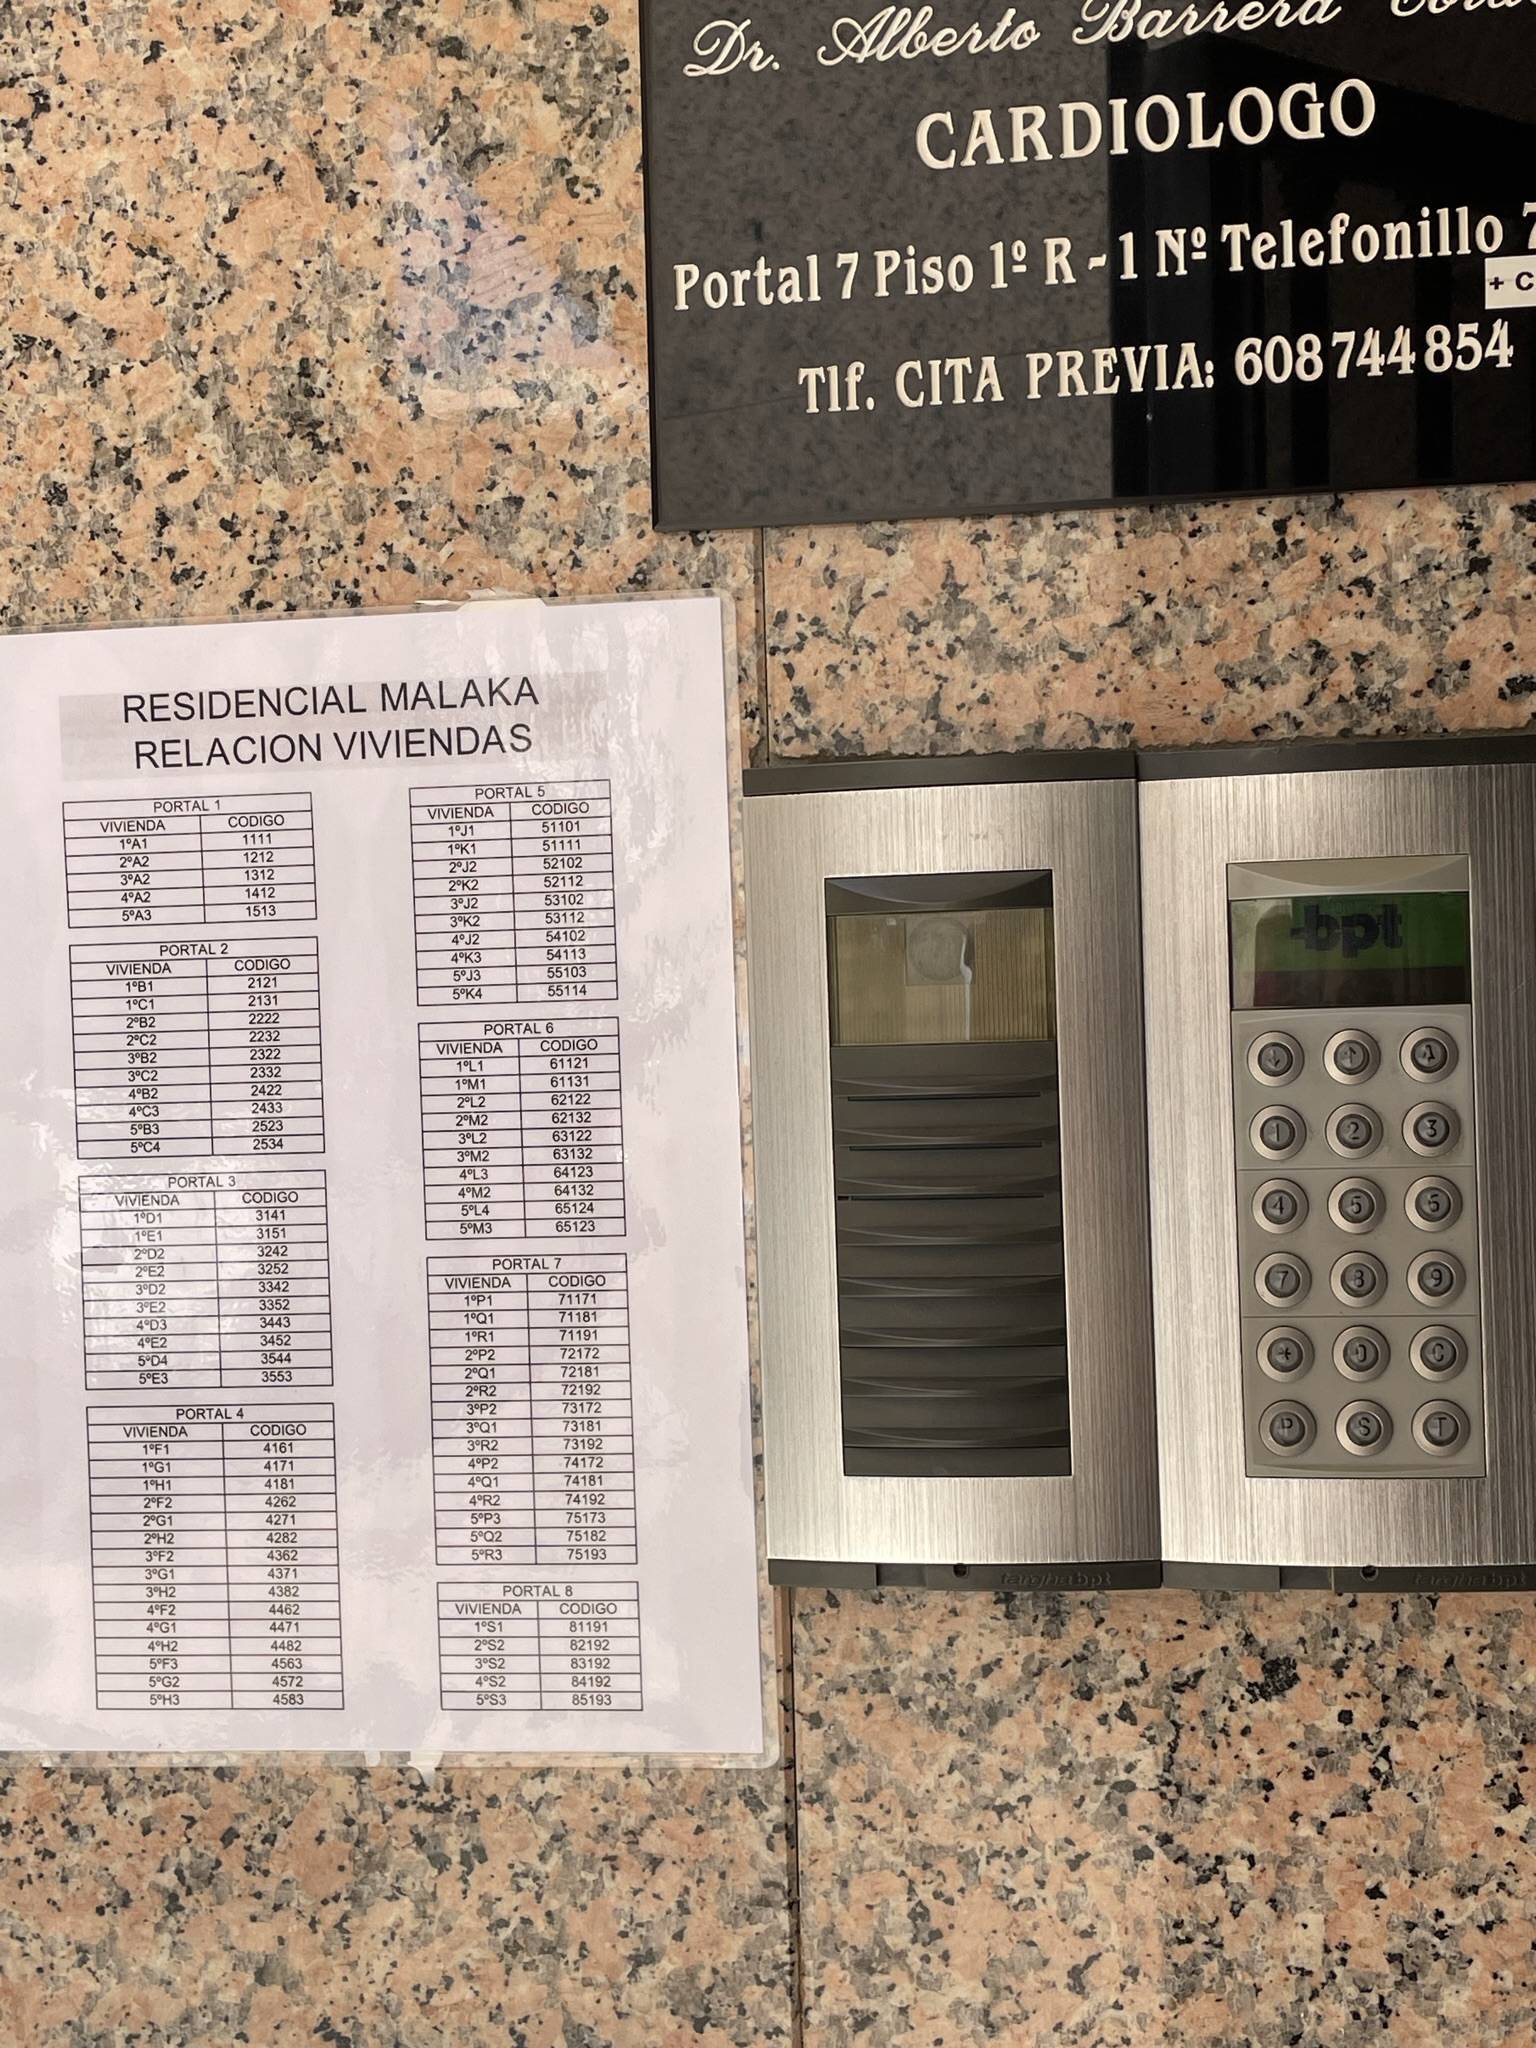 Dr. Alberto Barrera
CARDIOLOGO
Portal 7 Piso 1º R - 1 Nº Telefonillo 7
+ C
Tlf. CITA PREVIA: 608 744 854
RESIDENCIAL MALAKA
RELACION VIVIENDAS
PORTAL 1
VIVIENDA CODIGO
1ºA1 1111
2ºA2 1212
3ºA2 1312
4ºA2 1412
5ºA3 1513
PORTAL 2
VIVIENDA CODIGO
1ºB1 2121
1ºC1 2131
2ºB2 2222
2ºC2 2232
3ºB2 2322
3ºC2 2332
4ºB2 2422
4ºC3 2433
5ºB3 2523
5ºC4 2534
PORTAL 3
VIVIENDA CODIGO
1ºD1 3141
1ºE1 3151
2ºD2 3242
2ºE2 3252
3ºD2 3342
3ºE2 3352
4ºD3 3443
4ºE2 3452
5ºD4 3544
5ºE3 3553
PORTAL 4
VIVIENDA CODIGO
1ºF1 4161
1ºG1 4171
1ºH1 4181
2ºF2 4262
2ºG1 4271
2ºH2 4282
3ºF2 4362
3ºG1 4371
3ºH2 4382
4ºF2 4462
4ºG1 4471
4ºH2 4482
5ºF3 4563
5ºG2 4572
5ºH3 4583
PORTAL 5
VIVIENDA CODIGO
1ºJ1 51101
1ºK1 51111
2ºJ2 52102
2ºK2 52112
3ºJ2 53102
3ºK2 53112
4ºJ2 54102
4ºK3 54113
5ºJ3 55103
5ºK4 55114
PORTAL 6
VIVIENDA CODIGO
1ºL1 61121
1ºM1 61131
2ºL2 62122
2ºM2 62132
3ºL2 63122
3ºM2 63132
4ºL3 64123
4ºM2 64132
5ºL4 65124
5ºM3 65123
PORTAL 7
VIVIENDA CODIGO
1ºP1 71171
1ºQ1 71181
1ºR1 71191
2ºP2 72172
2ºQ1 72181
2ºR2 72192
3ºP2 73172
3ºQ1 73181
3ºR2 73192
4ºP2 74172
4ºQ1 74181
4ºR2 74192
5ºP3 75173
5ºQ2 75182
5ºR3 75193
PORTAL 8
VIVIENDA CODIGO
1ºS1 81191
2ºS2 82192
3ºS2 83192
4ºS2 84192
5ºS3 85193
bpt
1 2 3
4 5 6
7 8 9
* 0 C
P S T
targha bpt
targha bpt